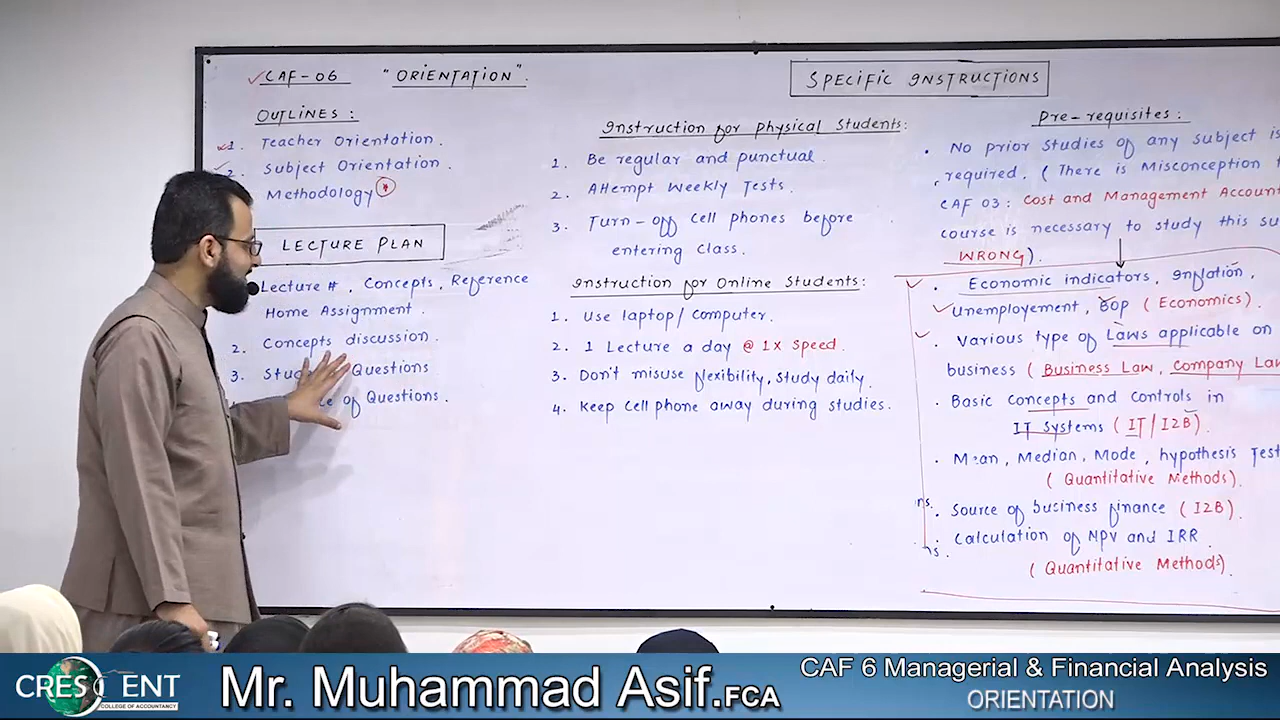 CAF-06 "ORIENTATION".
OUTLINES:
1. Teacher Orientation.
2. Subject Orientation.
Methodology
LECTURE PLAN
Lecture #, Concepts, Reference
Home Assignment.
2. Concepts discussion.
3. Questions
of Questions.
SPECIFIC INSTRUCTIONS
Instruction for Physical Students:
1. Be regular and punctual.
2. Attempt Weekly Tests.
3. Turn-off cell phones before
entering class.
Instruction for Online Students:
1. Use laptop/computer.
2. 1 Lecture a day @ 1x speed.
3. Don't misuse flexibility, study daily.
4. Keep cell phone away during studies.
Pre-requisites:
• No prior studies of any subject is
required. (There is Misconception
CAF 03: Cost and Management
course is necessary to study this
WRONG).
• Economic indicators, inflation,
Unemployement, BOP (Economics).
• Various type of Laws applicable on
business (Business Law, Company
• Basic concepts and controls in
IT Systems (IT/I2B).
• Mean, Median, Mode, hypothesis
(Quantitative Methods).
ns. Source of business finance (I2B).
ns. Calculation of NPV and IRR.
(Quantitative Methods).
CRESCENT
COLLEGE OF ACCOUNTANCY
Mr. Muhammad Asif.FCA
CAF 6 Managerial & Financial Analysis
ORIENTATION